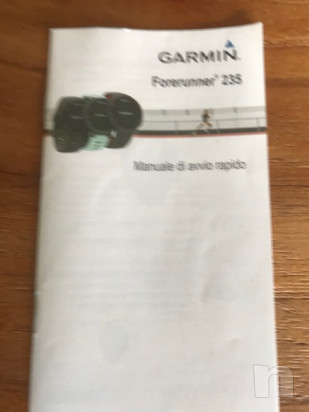 GARMIN
Forerunner® 235
Manuale di avvio rapido
n